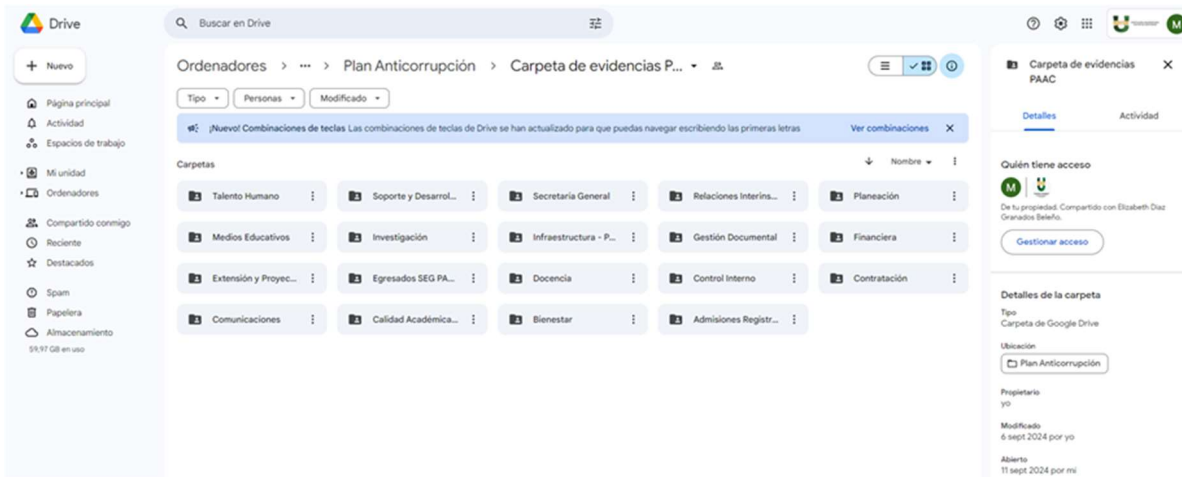 Drive
Buscar en Drive
M
Nuevo
Página principal
Actividad
Espacios de trabajo
Mi unidad
Ordenadores
Compartido conmigo
Reciente
Destacados
Spam
Papelera
Almacenamiento
59,97 GB en uso
Ordenadores > ... > Plan Anticorrupción > Carpeta de evidencias P...
Tipo Personas Modificado
¡Nuevo! Combinaciones de teclas Las combinaciones de teclas de Drive se han actualizado para que puedas navegar escribiendo las primeras letras Ver combinaciones
Carpetas Nombre
Talento Humano Soporte y Desarrol... Secretaría General Relaciones Interins... Planeación
Medios Educativos Investigación Infraestructura - P... Gestión Documental Financiera
Extensión y Proyec... Egresados SEG PA... Docencia Control Interno Contratación
Comunicaciones Calidad Académica... Bienestar Admisiones Registr...
Carpeta de evidencias
PAAC
Detalles Actividad
Quién tiene acceso
M
De tu propiedad. Compartido con Elizabeth Diaz
Granados Beleño.
Gestionar acceso
Detalles de la carpeta
Tipo
Carpeta de Google Drive
Ubicación
Plan Anticorrupción
Propietario
yo
Modificado
6 sept 2024 por yo
Abierto
11 sept 2024 por mi